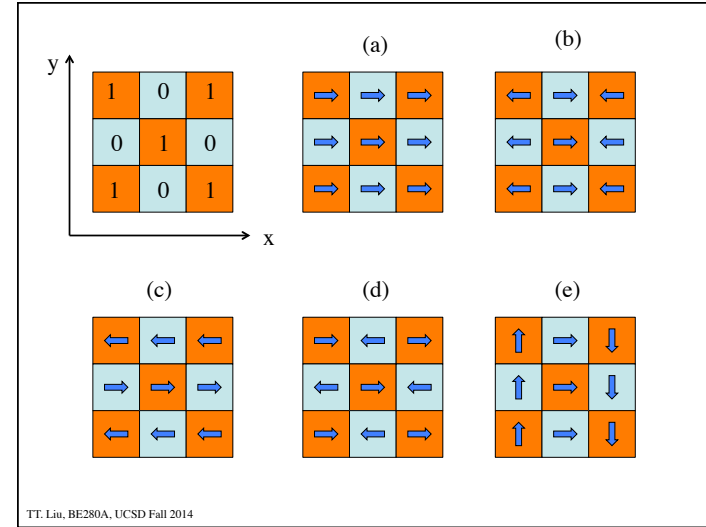 (a)
(b)
y
1 0 1
0 1 0
1 0 1
x
(c)
(d)
(e)
TT. Liu, BE280A, UCSD Fall 2014